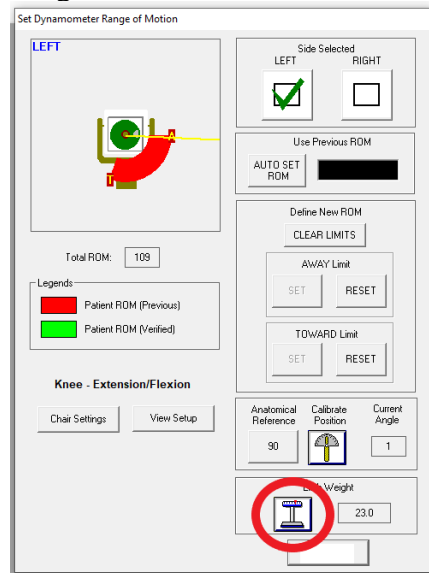 Set Dynamometer Range of Motion
LEFT
A
T
Total ROM: 109
Legends
Patient ROM (Previous)
Patient ROM (Verified)
Knee - Extension/Flexion
Chair Settings View Setup
Side Selected
LEFT RIGHT
Use Previous ROM
AUTO SET
ROM
Define New ROM
CLEAR LIMITS
AWAY Limit
SET RESET
TOWARD Limit
SET RESET
Anatomical Calibrate Current
Reference Position Angle
90 1
Weight
23.0